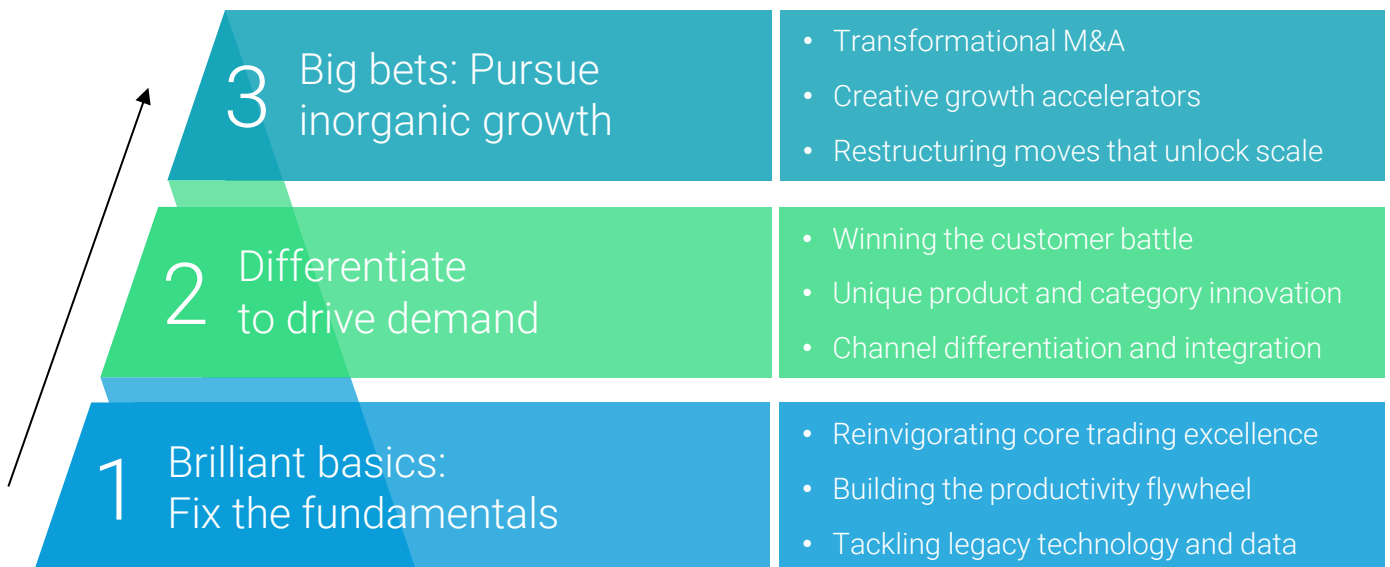 3
Big bets: Pursue
inorganic growth
• Transformational M&A
• Creative growth accelerators
• Restructuring moves that unlock scale
2
Differentiate
to drive demand
• Winning the customer battle
• Unique product and category innovation
• Channel differentiation and integration
1
Brilliant basics:
Fix the fundamentals
• Reinvigorating core trading excellence
• Building the productivity flywheel
• Tackling legacy technology and data